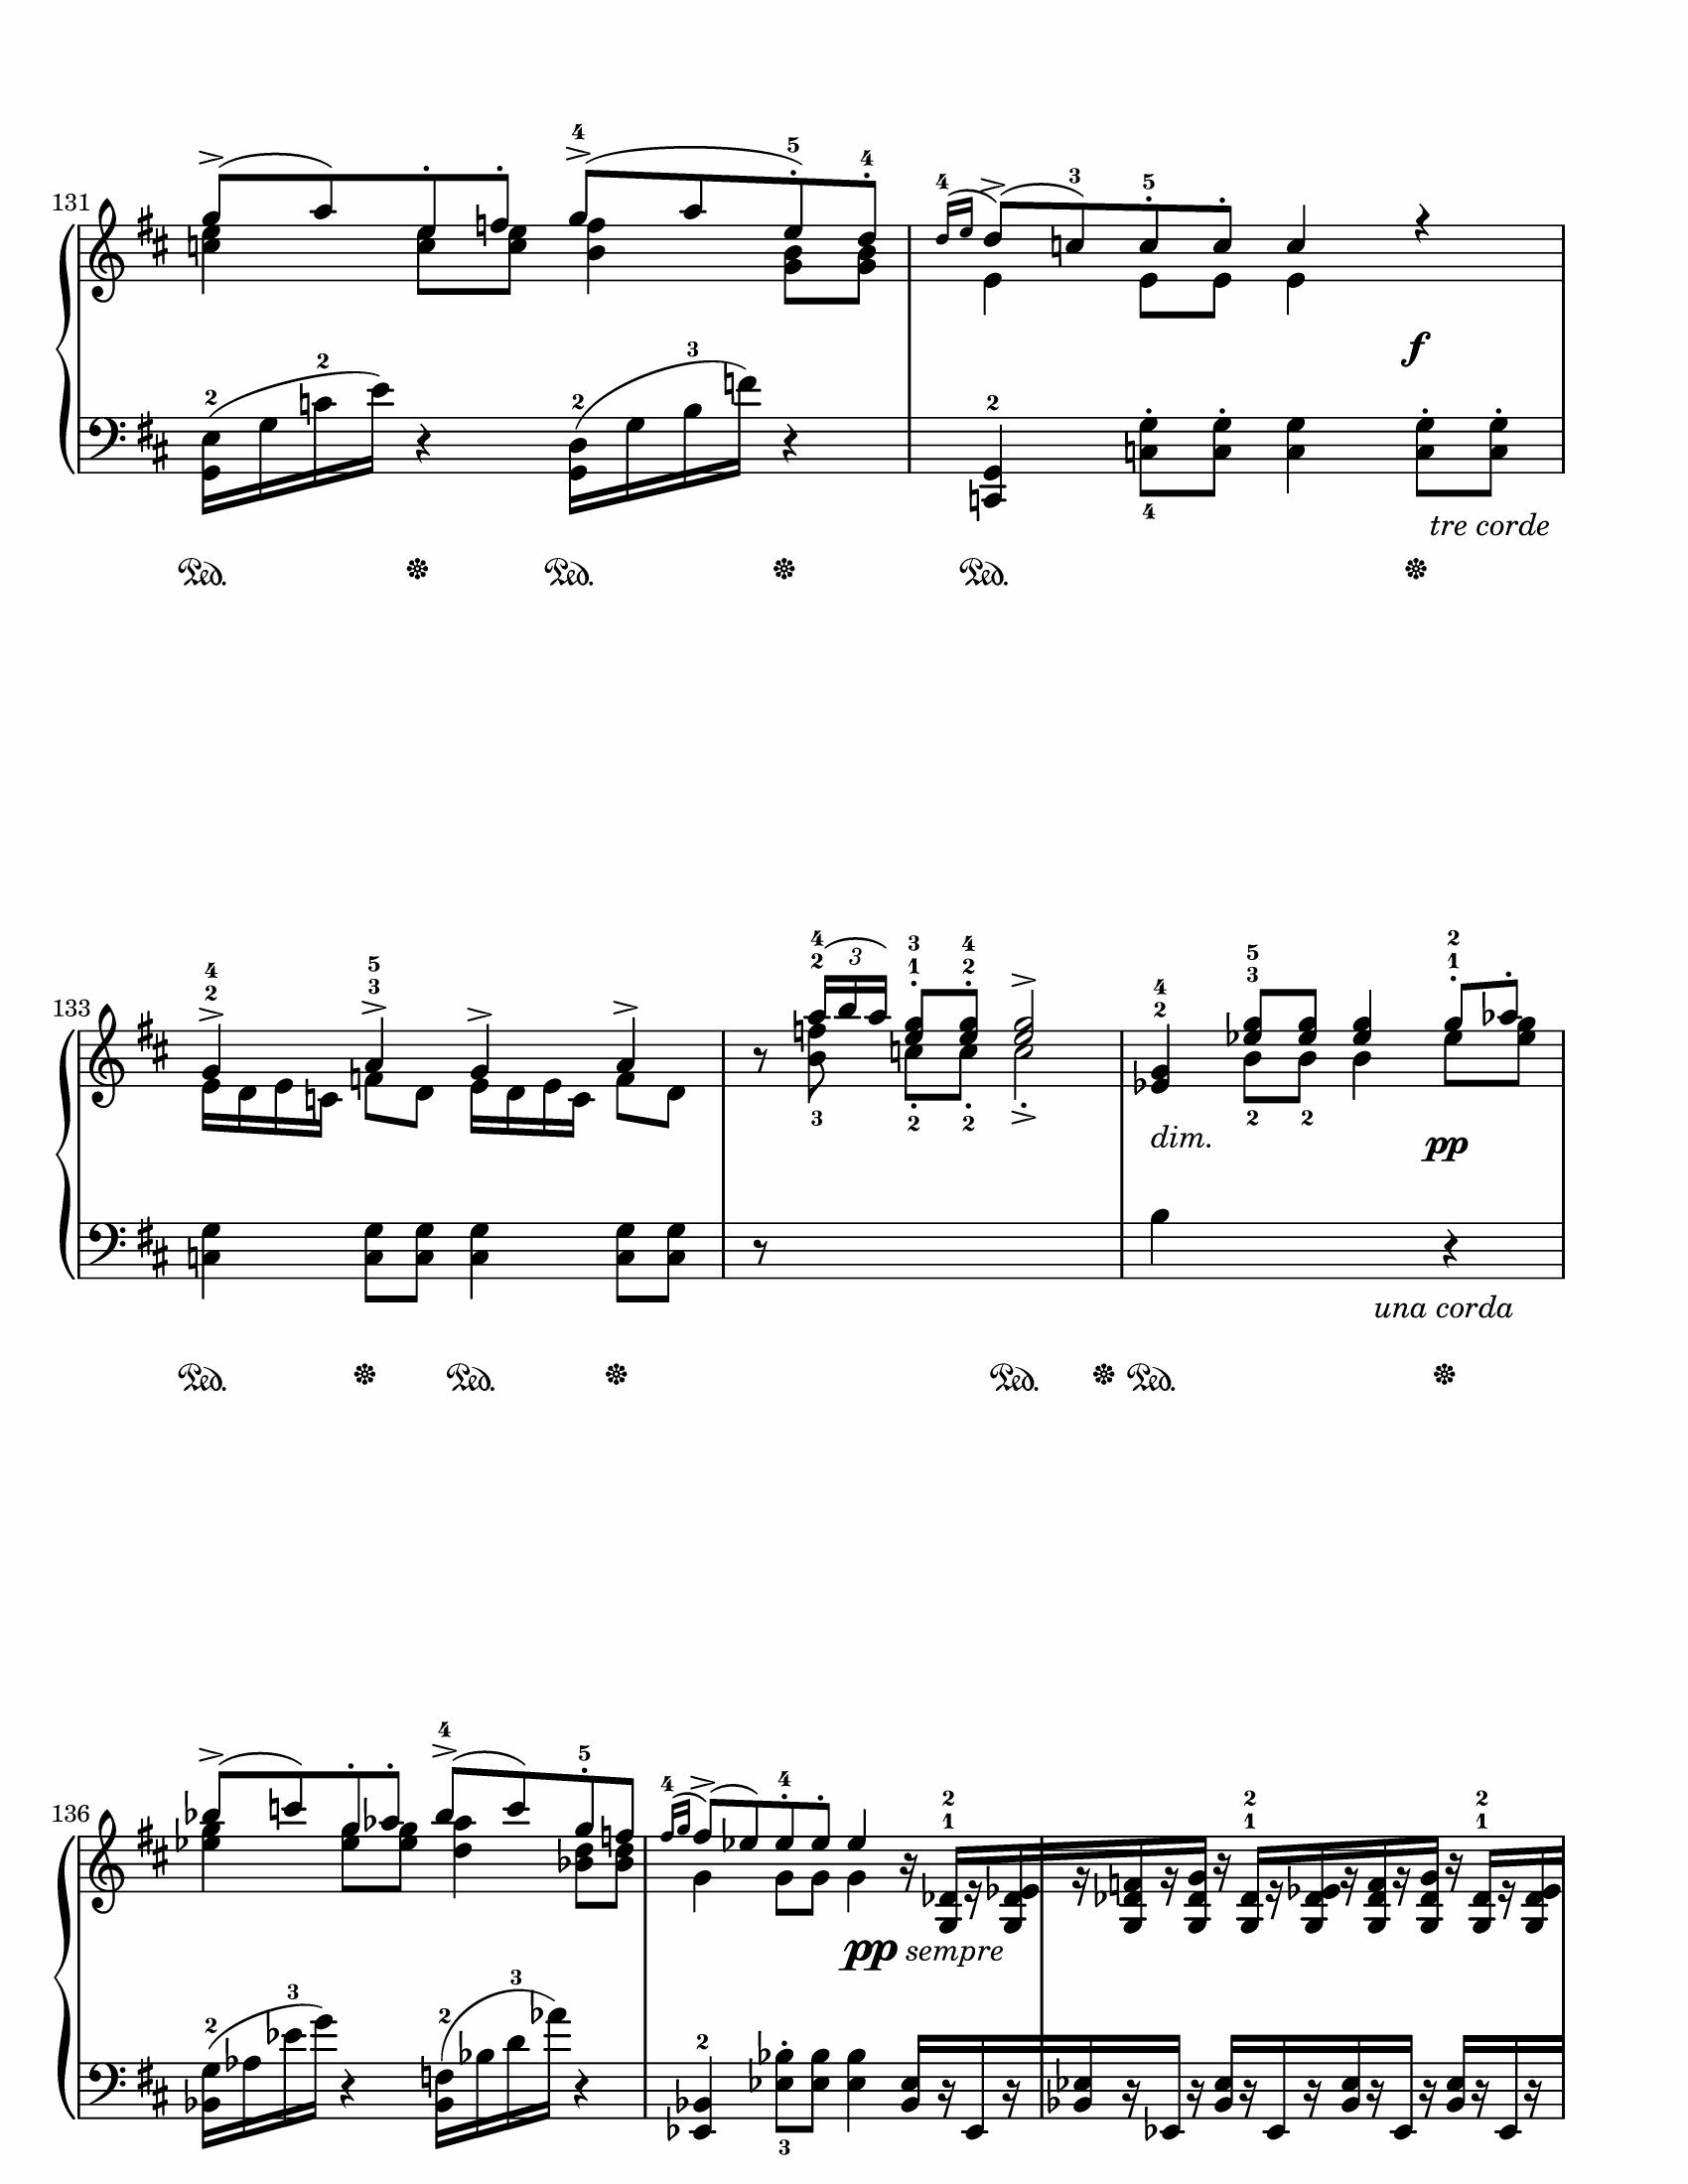 4 5
131 4 4 3 5
2 2 2 3 2
f
4
tre corde
Ped. Ped. Ped.
4 5 4 3 4 5 2
133 2 3 2 3 1 2 2 4 3 1
3 2 2 2 2
dim. pp
una corda
Ped. Ped. Ped. Ped.
4 5 4 4 2 2 2
136 1 1 1
pp sempre
2 3 2 3 2
3